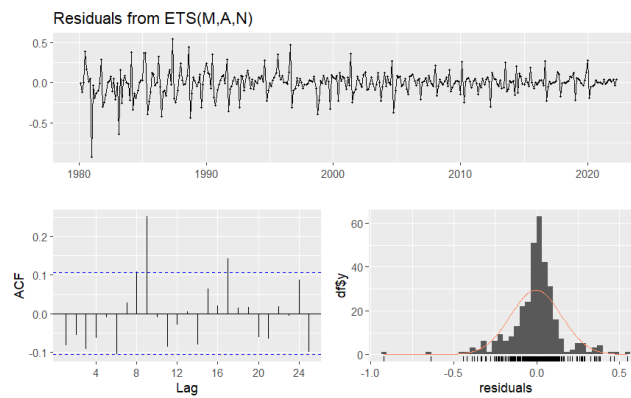 Residuals from ETS(M,A,N)
0.5
0.0
-0.5
1980 1990 2000 2010 2020
ACF
0.2
0.1
0.0
-0.1
4 8 12 16 20 24
Lag
df$y
60
40
20
0
-1.0 -0.5 0.0 0.5
residuals